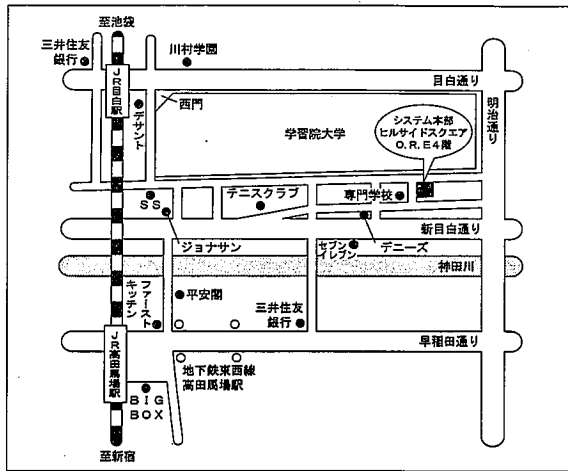 至池袋
三井住友
銀行
川村学園
JR目白駅
目白通り
デサント
西門
学習院大学
明治通り
システム本部
ヒルサイドスクエア
O.R.E4階
SS
テニスクラブ
専門学校
新目白通り
ジョナサン
セブン
イレブン
デニーズ
神田川
ファースト
キッチン
平安閣
三井住友
銀行
早稲田通り
JR高田馬場駅
地下鉄東西線
高田馬場駅
BIG
BOX
至新宿